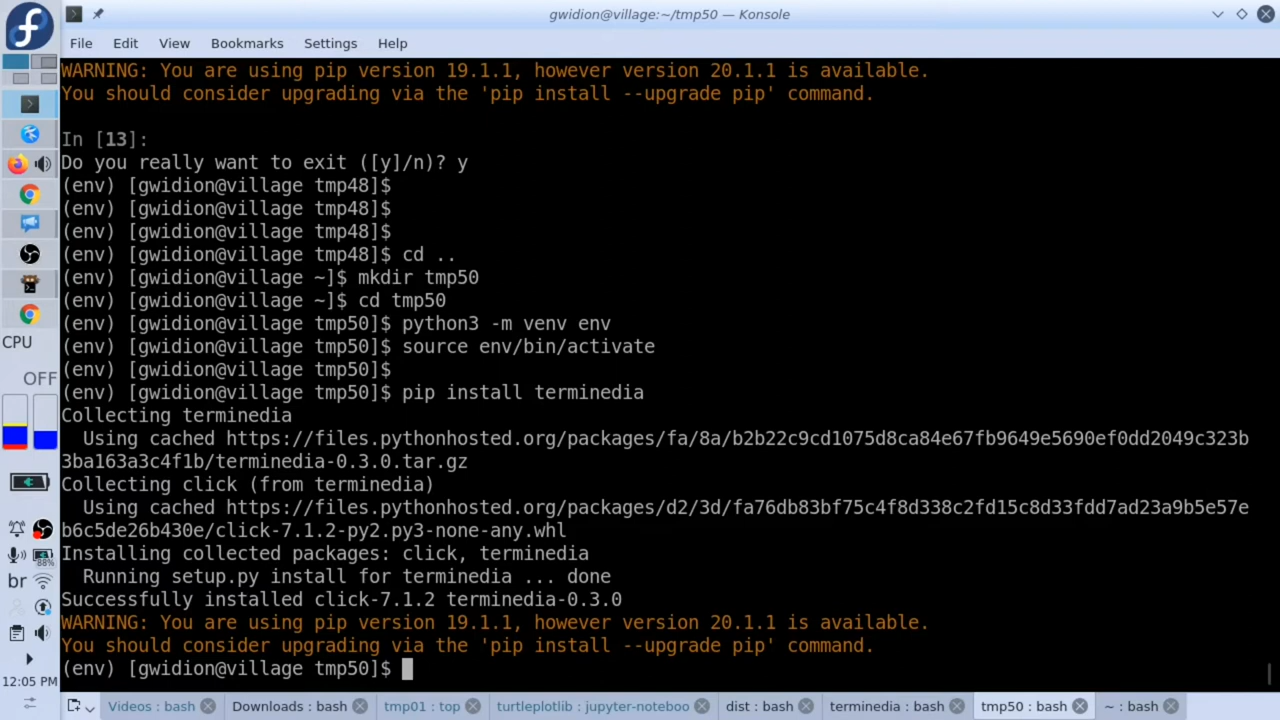 gwidion@village:~/tmp50 — Konsole
File Edit View Bookmarks Settings Help
WARNING: You are using pip version 19.1.1, however version 20.1.1 is available.
You should consider upgrading via the 'pip install --upgrade pip' command.
In [13]:
Do you really want to exit ([y]/n)? y
(env) [gwidion@village tmp48]$
(env) [gwidion@village tmp48]$
(env) [gwidion@village tmp48]$
(env) [gwidion@village tmp48]$ cd ..
(env) [gwidion@village ~]$ mkdir tmp50
(env) [gwidion@village ~]$ cd tmp50
(env) [gwidion@village tmp50]$ python3 -m venv env
(env) [gwidion@village tmp50]$ source env/bin/activate
(env) [gwidion@village tmp50]$
(env) [gwidion@village tmp50]$ pip install terminedia
Collecting terminedia
  Using cached https://files.pythonhosted.org/packages/fa/8a/b2b22c9cd1075d8ca84e67fb9649e5690ef0dd2049c323b
3ba163a3c4f1b/terminedia-0.3.0.tar.gz
Collecting click (from terminedia)
  Using cached https://files.pythonhosted.org/packages/d2/3d/fa76db83bf75c4f8d338c2fd15c8d33fdd7ad23a9b5e57e
b6c5de26b430e/click-7.1.2-py2.py3-none-any.whl
Installing collected packages: click, terminedia
  Running setup.py install for terminedia ... done
Successfully installed click-7.1.2 terminedia-0.3.0
WARNING: You are using pip version 19.1.1, however version 20.1.1 is available.
You should consider upgrading via the 'pip install --upgrade pip' command.
(env) [gwidion@village tmp50]$
CPU
OFF
88%
br
12:05 PM
Videos : bash Downloads : bash tmp01 : top turtleplotlib : jupyter-noteboo dist : bash terminedia : bash tmp50 : bash ~ : bash